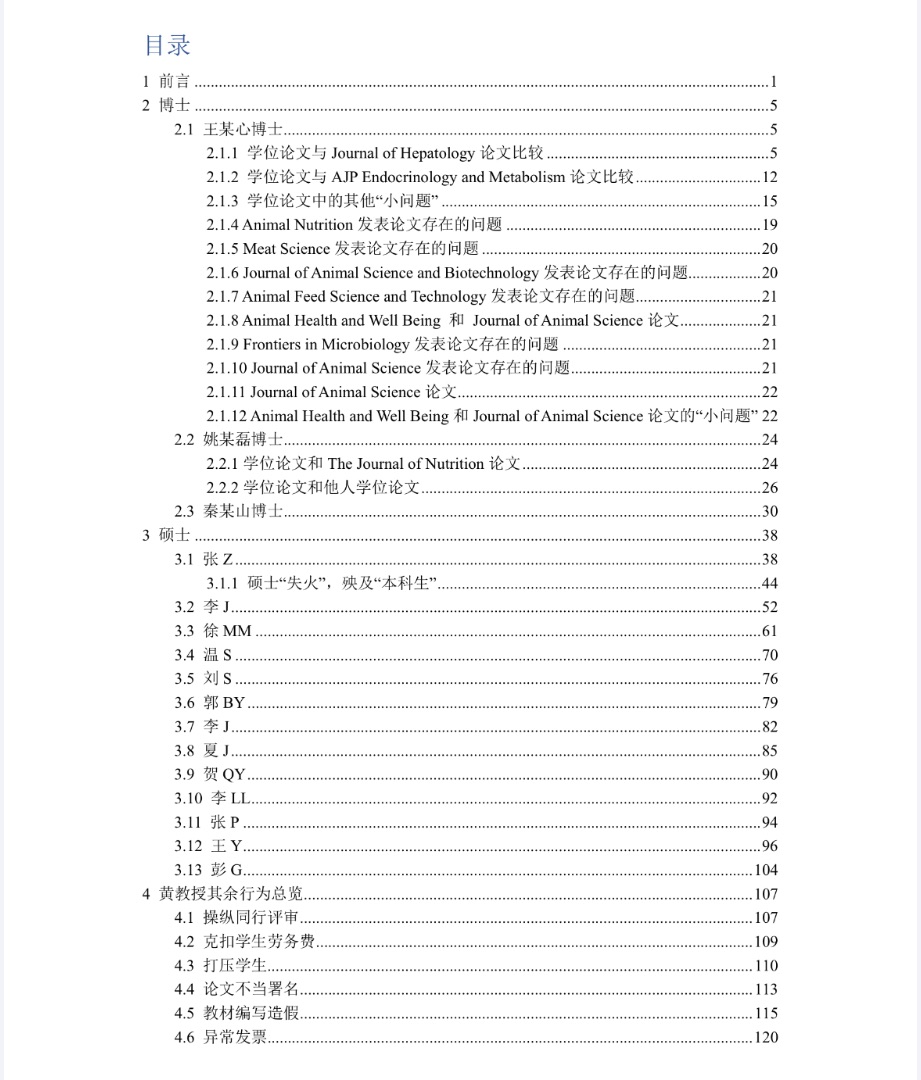 目录
1 前言 ........ 1
2 博士 ........ 5
2.1 王某心博士 ........ 5
2.1.1 学位论文与 Journal of Hepatology 论文比较 ........ 5
2.1.2 学位论文与 AJP Endocrinology and Metabolism 论文比较 ........ 12
2.1.3 学位论文中的其他“小问题” ........ 15
2.1.4 Animal Nutrition 发表论文存在的问题 ........ 19
2.1.5 Meat Science 发表论文存在的问题 ........ 20
2.1.6 Journal of Animal Science and Biotechnology 发表论文存在的问题 ........ 20
2.1.7 Animal Feed Science and Technology 发表论文存在的问题 ........ 21
2.1.8 Animal Health and Well Being 和 Journal of Animal Science 论文 ........ 21
2.1.9 Frontiers in Microbiology 发表论文存在的问题 ........ 21
2.1.10 Journal of Animal Science 发表论文存在的问题 ........ 21
2.1.11 Journal of Animal Science 论文 ........ 22
2.1.12 Animal Health and Well Being 和 Journal of Animal Science 论文的“小问题” 22
2.2 姚某磊博士 ........ 24
2.2.1 学位论文和 The Journal of Nutrition 论文 ........ 24
2.2.2 学位论文和他人学位论文 ........ 26
2.3 秦某山博士 ........ 30
3 硕士 ........ 38
3.1 张 Z ........ 38
3.1.1 硕士“失火”，殃及“本科生” ........ 44
3.2 李 J ........ 52
3.3 徐 MM ........ 61
3.4 温 S ........ 70
3.5 刘 S ........ 76
3.6 郭 BY ........ 79
3.7 李 J ........ 82
3.8 夏 J ........ 85
3.9 贺 QY ........ 90
3.10 李 LL ........ 92
3.11 张 P ........ 94
3.12 王 Y ........ 96
3.13 彭 G ........ 104
4 黄教授其余行为总览 ........ 107
4.1 操纵同行评审 ........ 107
4.2 克扣学生劳务费 ........ 109
4.3 打压学生 ........ 110
4.4 论文不当署名 ........ 113
4.5 教材编写造假 ........ 115
4.6 异常发票 ........ 120